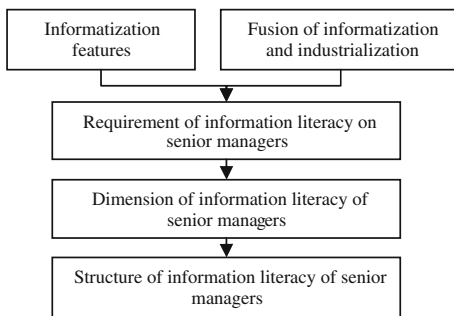 Informatization
features
Fusion of informatization
and industrialization
Requirement of information literacy on
senior managers
Dimension of information literacy of
senior managers
Structure of information literacy of senior
managers